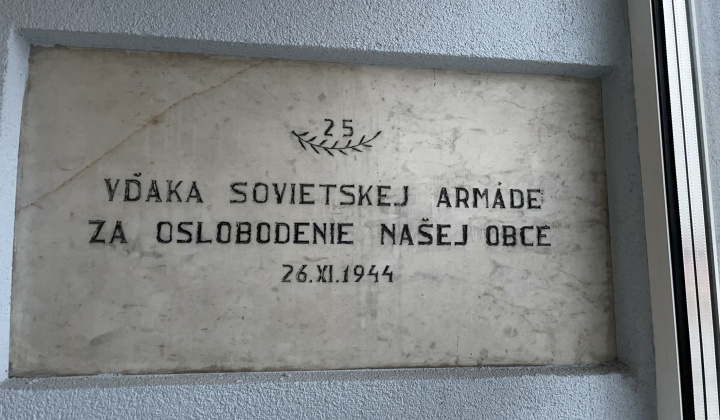 25
VĎAKA SOVIETSKEJ ARMÁDE
ZA OSLOBODENIE NAŠEJ OBCE
26.XI.1944